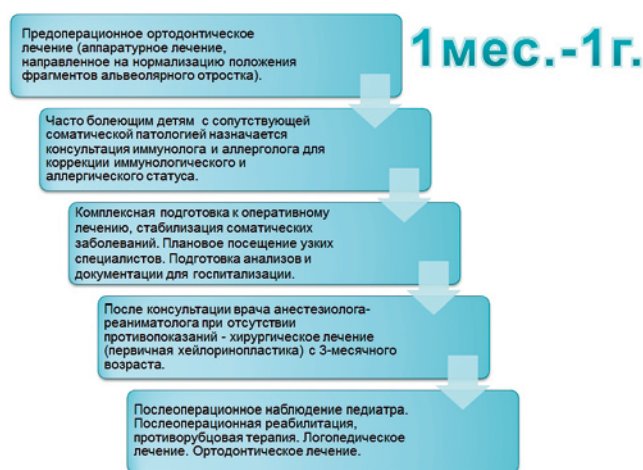 Предоперационное ортодонтическое
лечение (аппаратурное лечение,
направленное на нормализацию положения
фрагментов альвеолярного отростка).
1мес.-1г.
Часто болеющим детям с сопутствующей
соматической патологией назначается
консультация иммунолога и аллерголога для
коррекции иммунологического и
аллергического статуса.
Комплексная подготовка к оперативному
лечению, стабилизация соматических
заболеваний. Плановое посещение узких
специалистов. Подготовка анализов и
документации для госпитализации.
После консультации врача анестезиолога-
реаниматолога при отсутствии
противопоказаний - хирургическое лечение
(первичная хейлоринопластика) с 3-месячного
возраста.
Послеоперационное наблюдение педиатра.
Послеоперационная реабилитация,
противорубцовая терапия. Логопедическое
лечение. Ортодонтическое лечение.